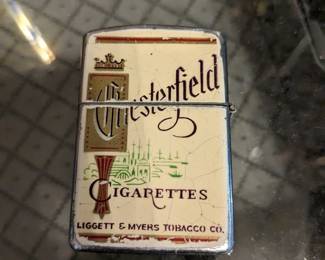 Chesterfield
CIGARETTES
LIGGETT & MYERS TOBACCO CO.